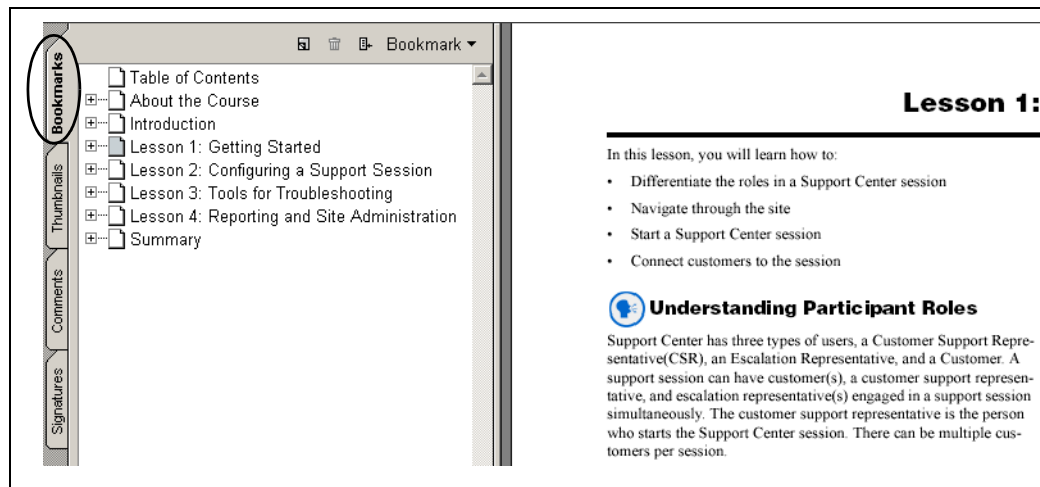 Bookmarks
Thumbnails
Comments
Signatures
Bookmark
Table of Contents
About the Course
Introduction
Lesson 1: Getting Started
Lesson 2: Configuring a Support Session
Lesson 3: Tools for Troubleshooting
Lesson 4: Reporting and Site Administration
Summary
Lesson 1:
In this lesson, you will learn how to:
• Differentiate the roles in a Support Center session
• Navigate through the site
• Start a Support Center session
• Connect customers to the session
Understanding Participant Roles
Support Center has three types of users, a Customer Support Repre-
sentative(CSR), an Escalation Representative, and a Customer. A
support session can have customer(s), a customer support represen-
tative, and escalation representative(s) engaged in a support session
simultaneously. The customer support representative is the person
who starts the Support Center session. There can be multiple cus-
tomers per session.